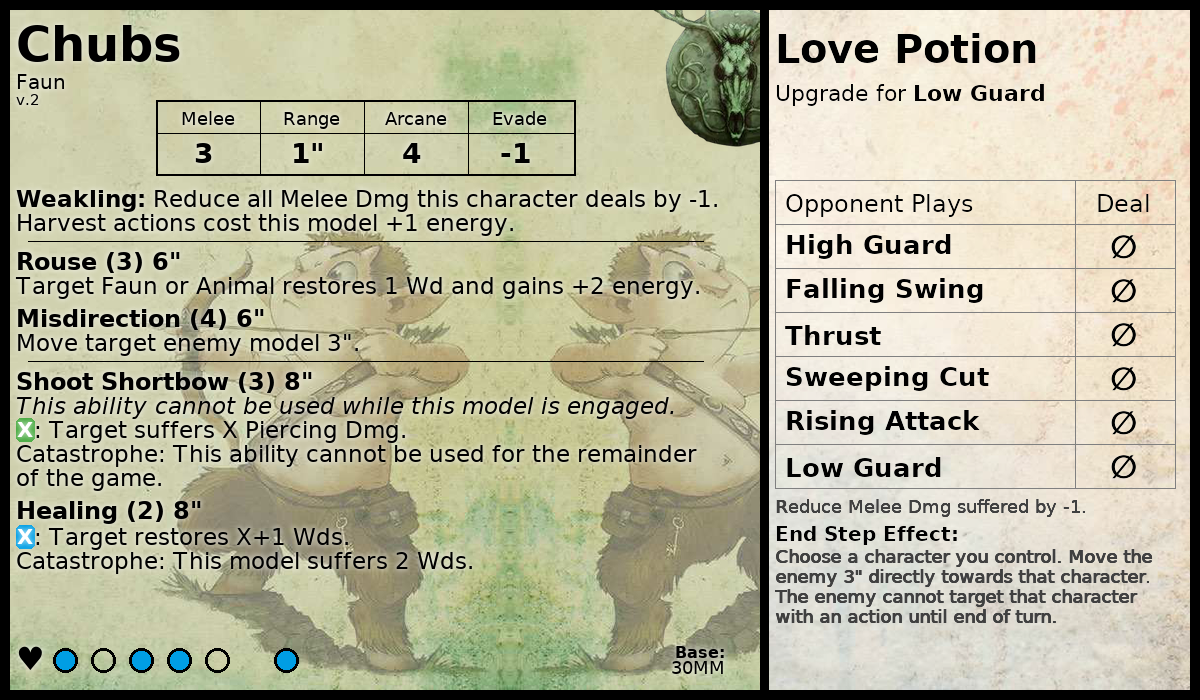 Chubs
Faun
v.2
Melee Range Arcane Evade
3 1" 4 -1
Weakling: Reduce all Melee Dmg this character deals by -1.
Harvest actions cost this model +1 energy.
Rouse (3) 6"
Target Faun or Animal restores 1 Wd and gains +2 energy.
Misdirection (4) 6"
Move target enemy model 3".
Shoot Shortbow (3) 8"
This ability cannot be used while this model is engaged.
X: Target suffers X Piercing Dmg.
Catastrophe: This ability cannot be used for the remainder
of the game.
Healing (2) 8"
X: Target restores X+1 Wds.
Catastrophe: This model suffers 2 Wds.
Base:
30MM
Love Potion
Upgrade for Low Guard
Opponent Plays Deal
High Guard ∅
Falling Swing ∅
Thrust ∅
Sweeping Cut ∅
Rising Attack ∅
Low Guard ∅
Reduce Melee Dmg suffered by -1.
End Step Effect:
Choose a character you control. Move the
enemy 3" directly towards that character.
The enemy cannot target that character
with an action until end of turn.